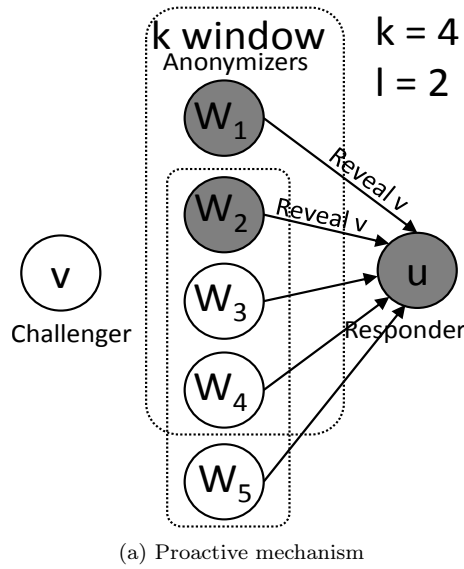 k window
k = 4
Anonymizers
l = 2
W1
Reveal v
W2
Reveal v
v
u
W3
Challenger
Responder
W4
W5
(a) Proactive mechanism